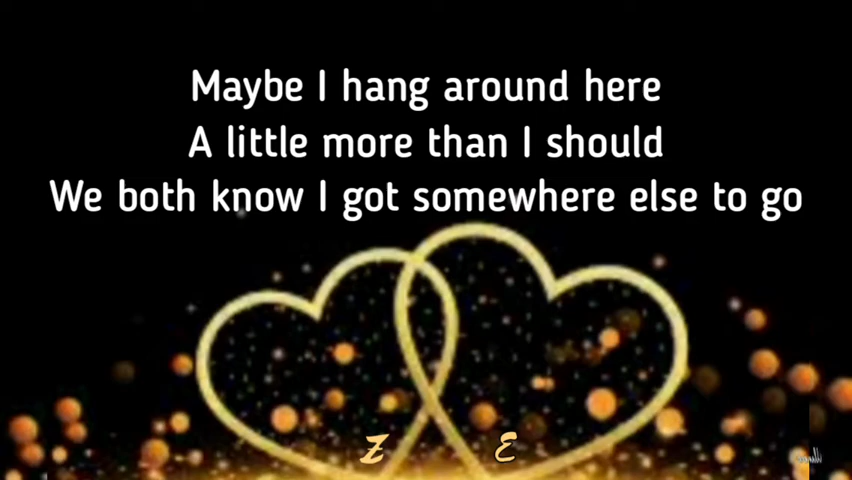 Maybe I hang around here
A little more than I should
We both know I got somewhere else to go
Z E